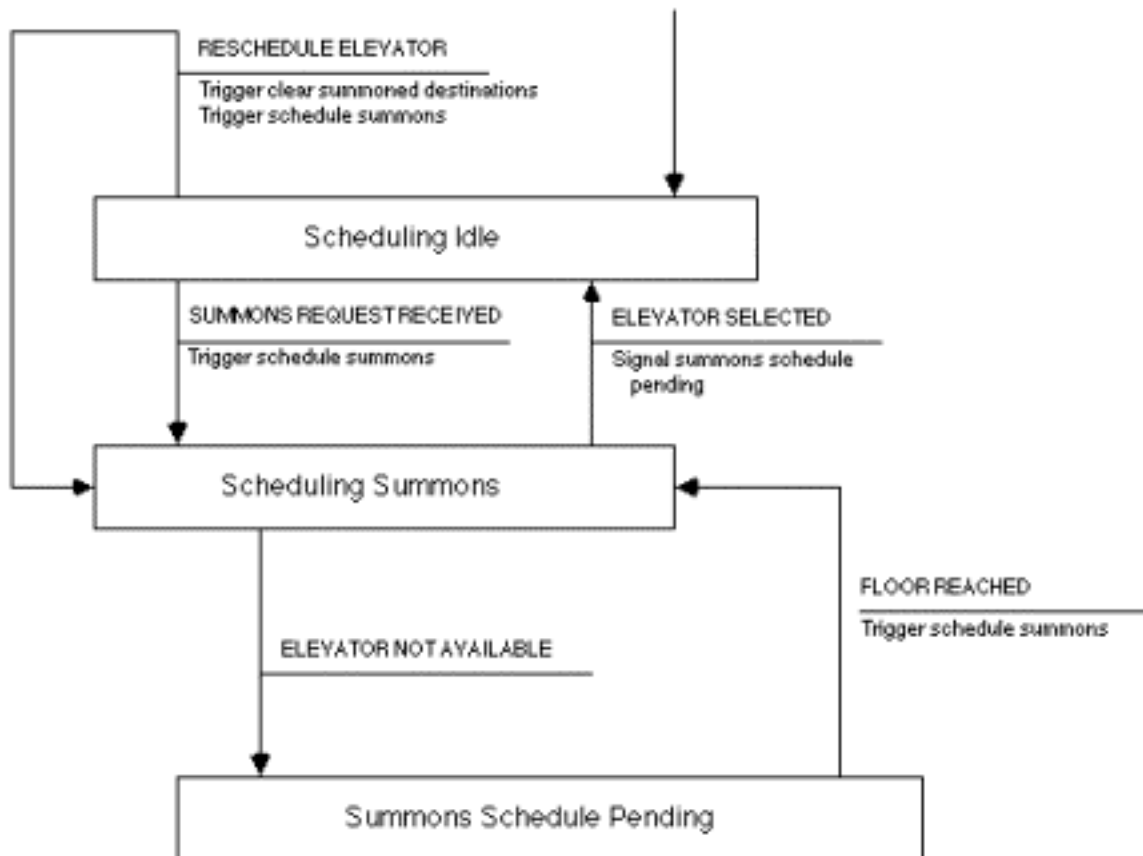 RESCHEDULE ELEVATOR
Trigger clear summoned destinations
Trigger schedule summons
Scheduling Idle
SUMMONS REQUEST RECEIVED
Trigger schedule summons
ELEVATOR SELECTED
Signal summons schedule
pending
Scheduling Summons
FLOOR REACHED
Trigger schedule summons
ELEVATOR NOT AVAILABLE
Summons Schedule Pending